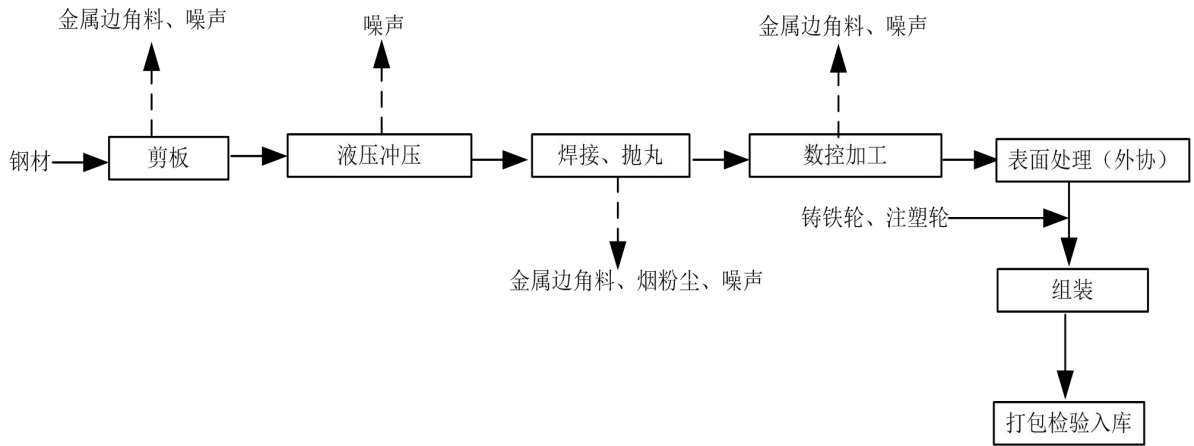 金属边角料、噪声
噪声
金属边角料、噪声
钢材
剪板
液压冲压
焊接、抛丸
数控加工
表面处理（外协）
铸铁轮、注塑轮
金属边角料、烟粉尘、噪声
组装
打包检验入库